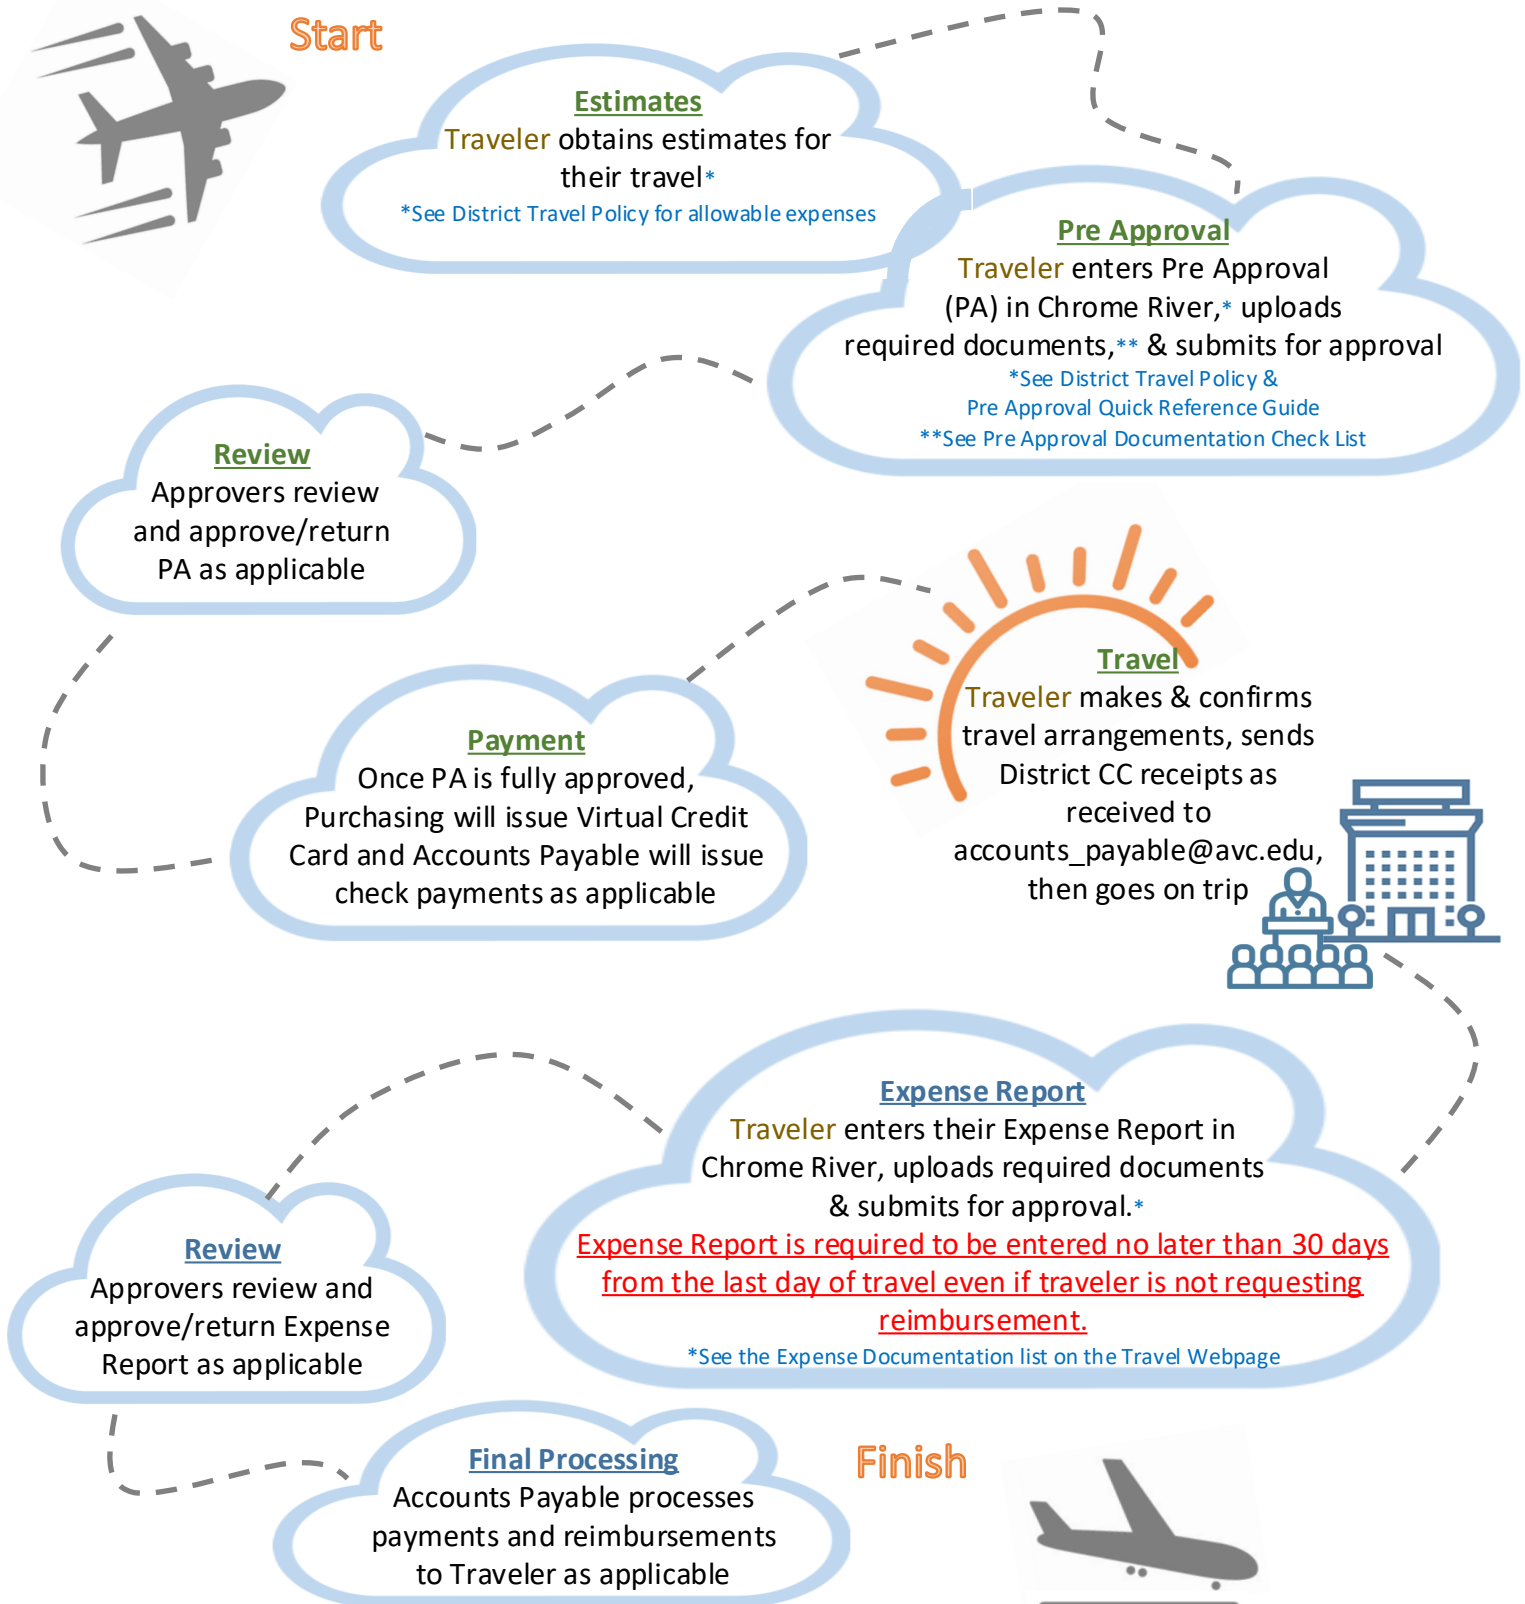 Start
Estimates
Traveler obtains estimates for
their travel*
*See District Travel Policy for allowable expenses
Pre Approval
Traveler enters Pre Approval
(PA) in Chrome River,* uploads
required documents,** & submits for approval
*See District Travel Policy &
Pre Approval Quick Reference Guide
**See Pre Approval Documentation Check List
Review
Approvers review
and approve/return
PA as applicable
Payment
Once PA is fully approved,
Purchasing will issue Virtual Credit
Card and Accounts Payable will issue
check payments as applicable
Travel
Traveler makes & confirms
travel arrangements, sends
District CC receipts as
received to
accounts_payable@avc.edu,
then goes on trip
Expense Report
Traveler enters their Expense Report in
Chrome River, uploads required documents
& submits for approval.*
Expense Report is required to be entered no later than 30 days
from the last day of travel even if traveler is not requesting
reimbursement.
*See the Expense Documentation list on the Travel Webpage
Review
Approvers review and
approve/return Expense
Report as applicable
Final Processing
Accounts Payable processes
payments and reimbursements
to Traveler as applicable
Finish